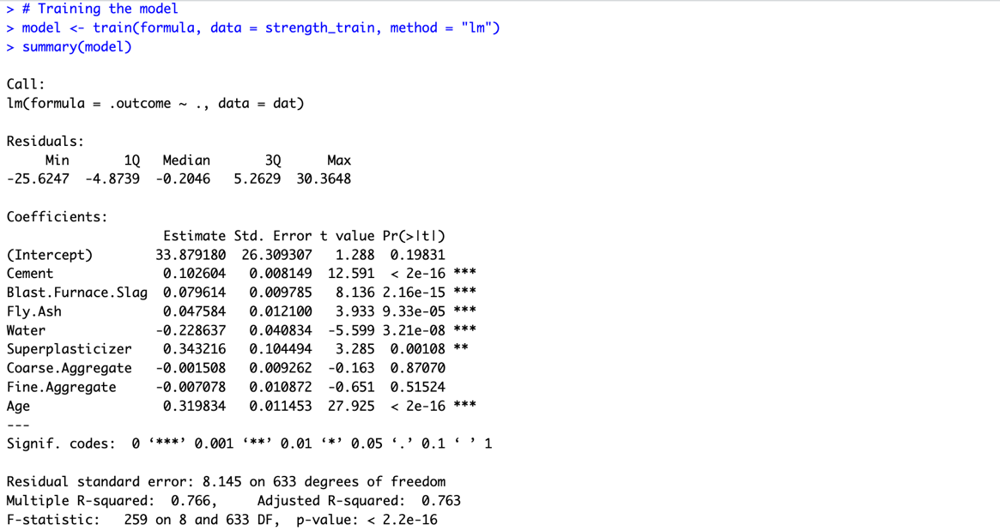 > # Training the model
> model <- train(formula, data = strength_train, method = "lm")
> summary(model)

Call:
lm(formula = .outcome ~ ., data = dat)

Residuals:
     Min       1Q   Median       3Q      Max
-25.6247  -4.8739  -0.2046   5.2629  30.3648

Coefficients:
                    Estimate Std. Error t value Pr(>|t|)
(Intercept)        33.879180  26.309307   1.288  0.19831
Cement              0.102604   0.008149  12.591  < 2e-16 ***
Blast.Furnace.Slag  0.079614   0.009785   8.136 2.16e-15 ***
Fly.Ash             0.047584   0.012100   3.933 9.33e-05 ***
Water              -0.228637   0.040834  -5.599 3.21e-08 ***
Superplasticizer    0.343216   0.104494   3.285  0.00108 **
Coarse.Aggregate   -0.001508   0.009262  -0.163  0.87070
Fine.Aggregate     -0.007078   0.010872  -0.651  0.51524
Age                 0.319834   0.011453  27.925  < 2e-16 ***
---
Signif. codes:  0 ‘***’ 0.001 ‘**’ 0.01 ‘*’ 0.05 ‘.’ 0.1 ‘ ’ 1

Residual standard error: 8.145 on 633 degrees of freedom
Multiple R-squared:  0.766,     Adjusted R-squared:  0.763
F-statistic:   259 on 8 and 633 DF,  p-value: < 2.2e-16